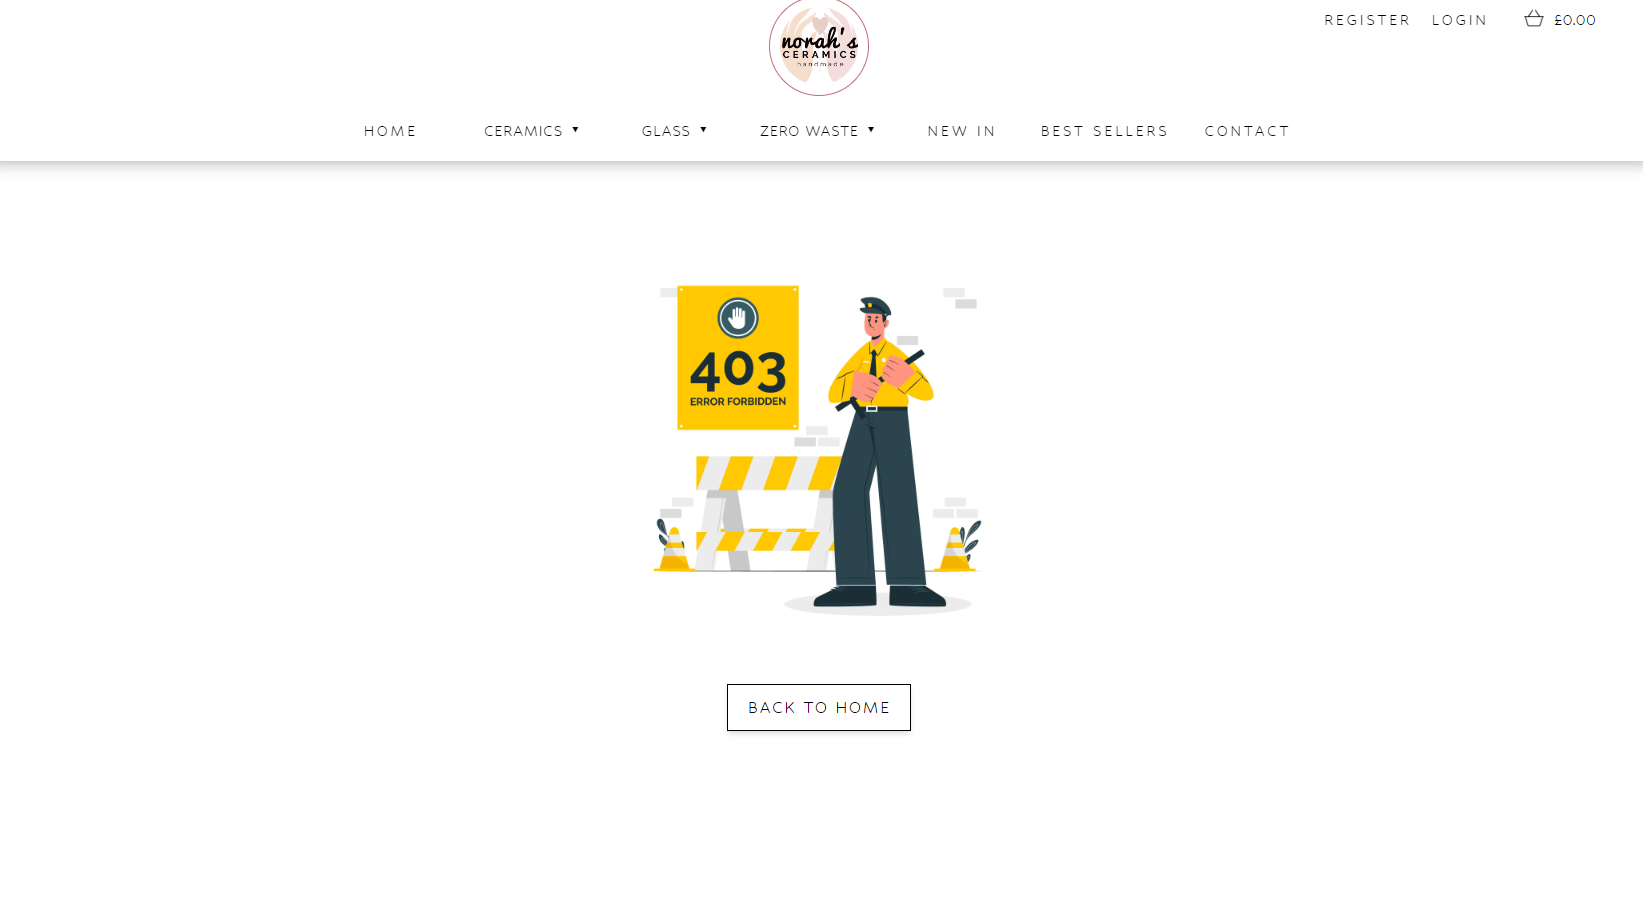 REGISTER LOGIN £0.00
norah's
CERAMICS
handmade
HOME CERAMICS ▼ GLASS ▼ ZERO WASTE ▼ NEW IN BEST SELLERS CONTACT
403
ERROR FORBIDDEN
BACK TO HOME